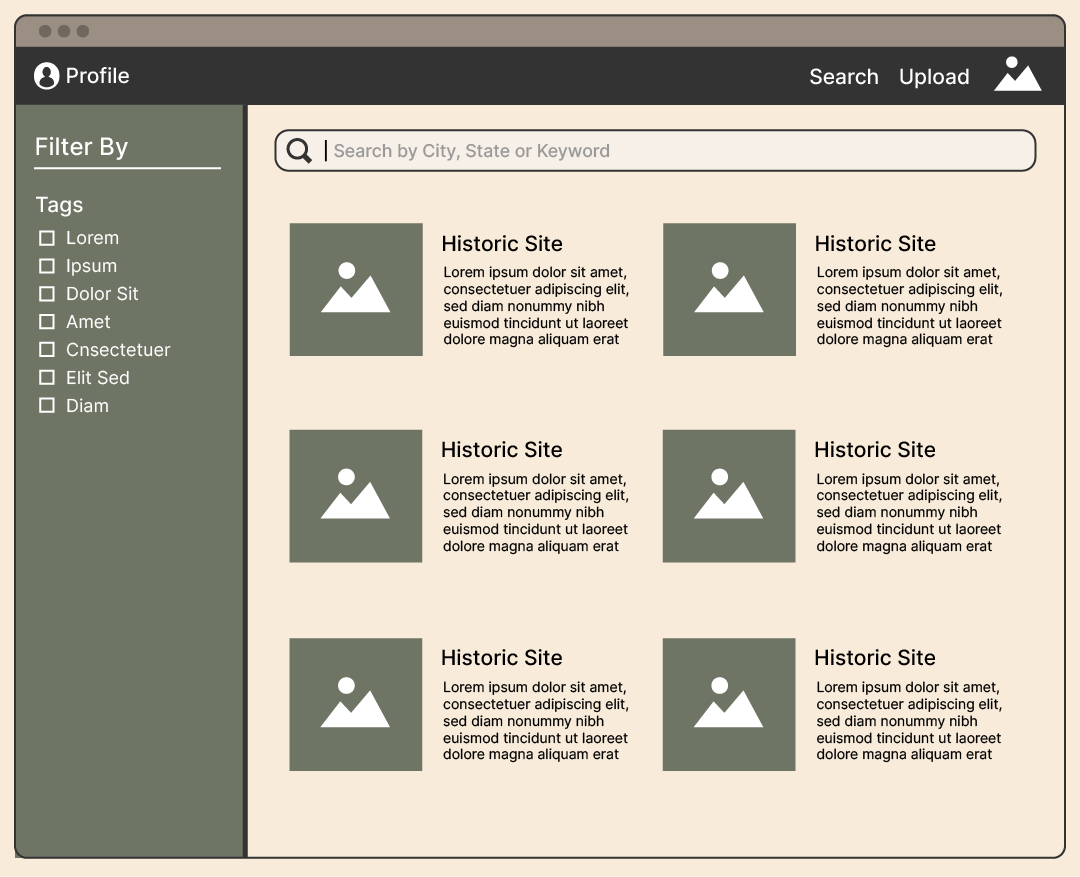 Profile
Search Upload
Filter By
Tags
Lorem
Ipsum
Dolor Sit
Amet
Cnsectetuer
Elit Sed
Diam
Search by City, State or Keyword
Historic Site
Lorem ipsum dolor sit amet,
consectetuer adipiscing elit,
sed diam nonummy nibh
euismod tincidunt ut laoreet
dolore magna aliquam erat
Historic Site
Lorem ipsum dolor sit amet,
consectetuer adipiscing elit,
sed diam nonummy nibh
euismod tincidunt ut laoreet
dolore magna aliquam erat
Historic Site
Lorem ipsum dolor sit amet,
consectetuer adipiscing elit,
sed diam nonummy nibh
euismod tincidunt ut laoreet
dolore magna aliquam erat
Historic Site
Lorem ipsum dolor sit amet,
consectetuer adipiscing elit,
sed diam nonummy nibh
euismod tincidunt ut laoreet
dolore magna aliquam erat
Historic Site
Lorem ipsum dolor sit amet,
consectetuer adipiscing elit,
sed diam nonummy nibh
euismod tincidunt ut laoreet
dolore magna aliquam erat
Historic Site
Lorem ipsum dolor sit amet,
consectetuer adipiscing elit,
sed diam nonummy nibh
euismod tincidunt ut laoreet
dolore magna aliquam erat